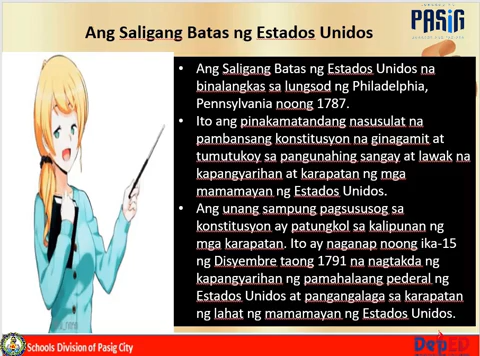 PASIG
Ang Saligang Batas ng Estados Unidos
• Ang Saligang Batas ng Estados Unidos na
binalangkas sa lungsod ng Philadelphia,
Pennsylvania noong 1787.
• Ito ang pinakamatandang nasusulat na
pambansang konstitusyon na ginagamit at
tumutukoy sa pangunahing sangay at lawak na
kapangyarihan at karapatan ng mga
mamamayan ng Estados Unidos.
• Ang unang sampung pagsususog sa
konstitusyon ay patungkol sa kalipunan ng
mga karapatan. Ito ay naganap noong ika-15
ng Disyembre taong 1791 na nagtakda ng
kapangyarihan ng pamahalaang pederal ng
Estados Unidos at pangangalaga sa karapatan
ng lahat ng mamamayan ng Estados Unidos.
Schools Division of Pasig City
DepED